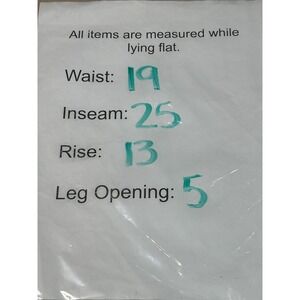 All items are measured while
lying flat.
Waist: 19
Inseam: 25
Rise: 13
Leg Opening: 5